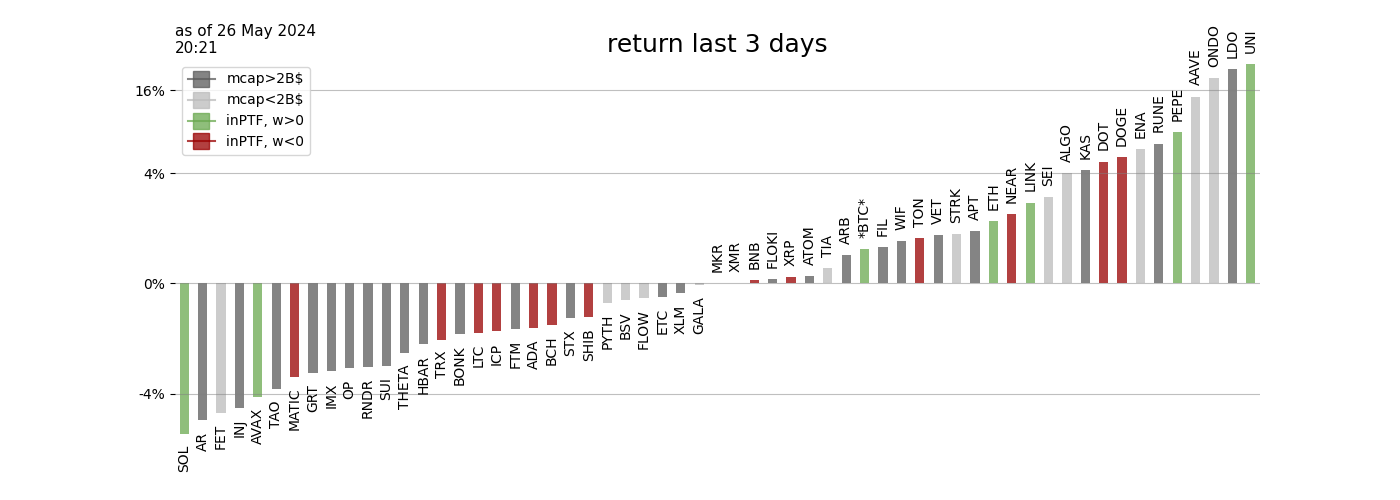 as of 26 May 2024
20:21
return last 3 days
mcap>2B$
mcap<2B$
inPTF, w>0
inPTF, w<0
16%
4%
0%
-4%
SOL
AR
FET
INJ
AVAX
TAO
MATIC
GRT
IMX
OP
RNDR
SUI
THETA
HBAR
TRX
BONK
LTC
ICP
FTM
ADA
BCH
STX
SHIB
PYTH
BSV
FLOW
ETC
XLM
GALA
MKR
XMR
BNB
FLOKI
XRP
ATOM
TIA
ARB
*BTC*
FIL
WIF
TON
VET
STRK
APT
ETH
NEAR
LINK
SEI
ALGO
KAS
DOT
DOGE
ENA
RUNE
PEPE
AAVE
ONDO
LDO
UNI